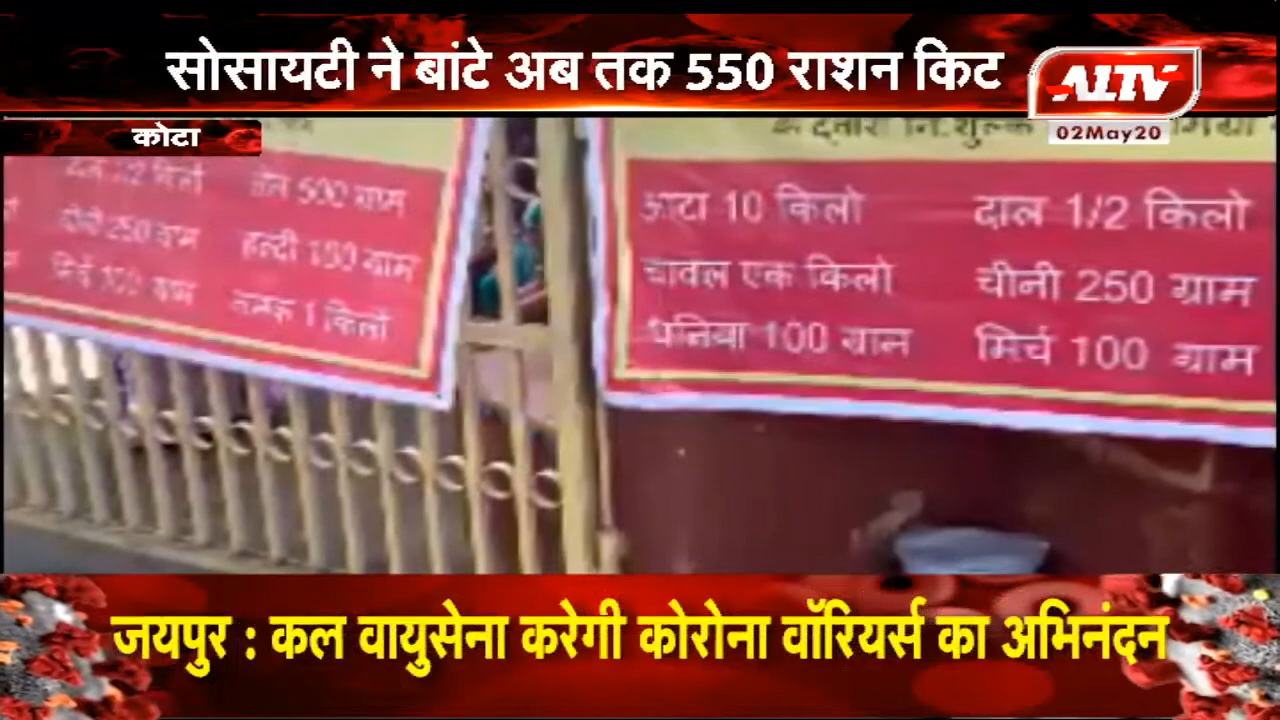 सोसायटी ने बांटे अब तक 550 राशन किट
ALTV
02May20
कोटा
तेल 500 ग्राम
हल्दी 100 ग्राम
नमक 1 किलो
के द्वारा नि:शुल्क
आटा 10 किलो दाल 1/2 किलो
चावल एक किलो चीनी 250 ग्राम
धनिया 100 ग्राम मिर्च 100 ग्राम
जयपुर : कल वायुसेना करेगी कोरोना वॉरियर्स का अभिनंदन